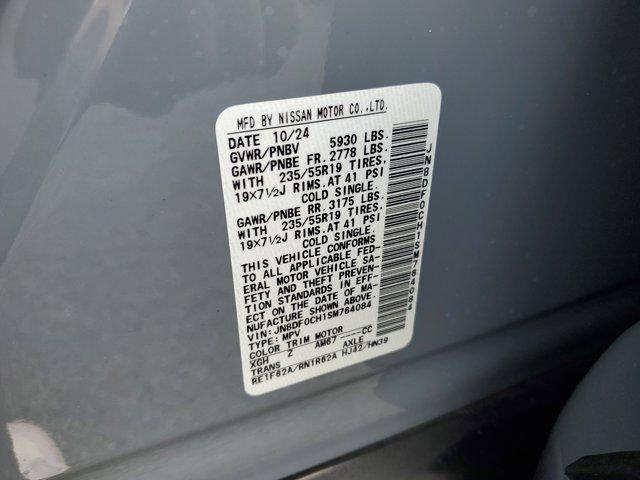 MFD BY NISSAN MOTOR CO.,LTD.
DATE 10/24
GVWR/PNBV 5930 LBS.
GAWR/PNBE FR. 2778 LBS.
WITH 235/55R19 TIRES.
19×7½J RIMS.AT 41 PSI
COLD SINGLE.
GAWR/PNBE RR. 3175 LBS.
WITH 235/55R19 TIRES.
19×7½J RIMS.AT 41 PSI
COLD SINGLE.
THIS VEHICLE CONFORMS
TO ALL APPLICABLE FED-
ERAL MOTOR VEHICLE SA-
FETY AND THEFT PREVEN-
TION STANDARDS IN EFF-
ECT ON THE DATE OF MA-
NUFACTURE SHOWN ABOVE.
VIN: JN8DF0CH1SM764084
TYPE: MPV
COLOR TRIM MOTOR ----CC
XGH Z AM67 AXLE
TRANS HJ42/HN39
RE1F62A/RN1R62A
JN8DF0CH1SM764084